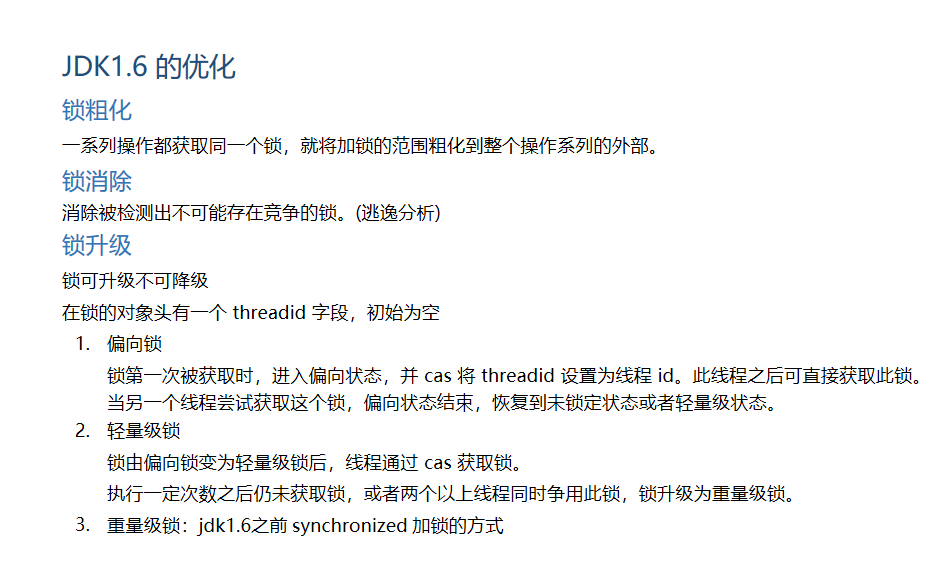 JDK1.6 的优化
锁粗化
一系列操作都获取同一个锁，就将加锁的范围粗化到整个操作系列的外部。
锁消除
消除被检测出不可能存在竞争的锁。(逃逸分析)
锁升级
锁可升级不可降级
在锁的对象头有一个 threadid 字段，初始为空
1. 偏向锁
锁第一次被获取时，进入偏向状态，并 cas 将 threadid 设置为线程 id。此线程之后可直接获取此锁。
当另一个线程尝试获取这个锁，偏向状态结束，恢复到未锁定状态或者轻量级状态。
2. 轻量级锁
锁由偏向锁变为轻量级锁后，线程通过 cas 获取锁。
执行一定次数之后仍未获取锁，或者两个以上线程同时争用此锁，锁升级为重量级锁。
3. 重量级锁：jdk1.6之前 synchronized 加锁的方式